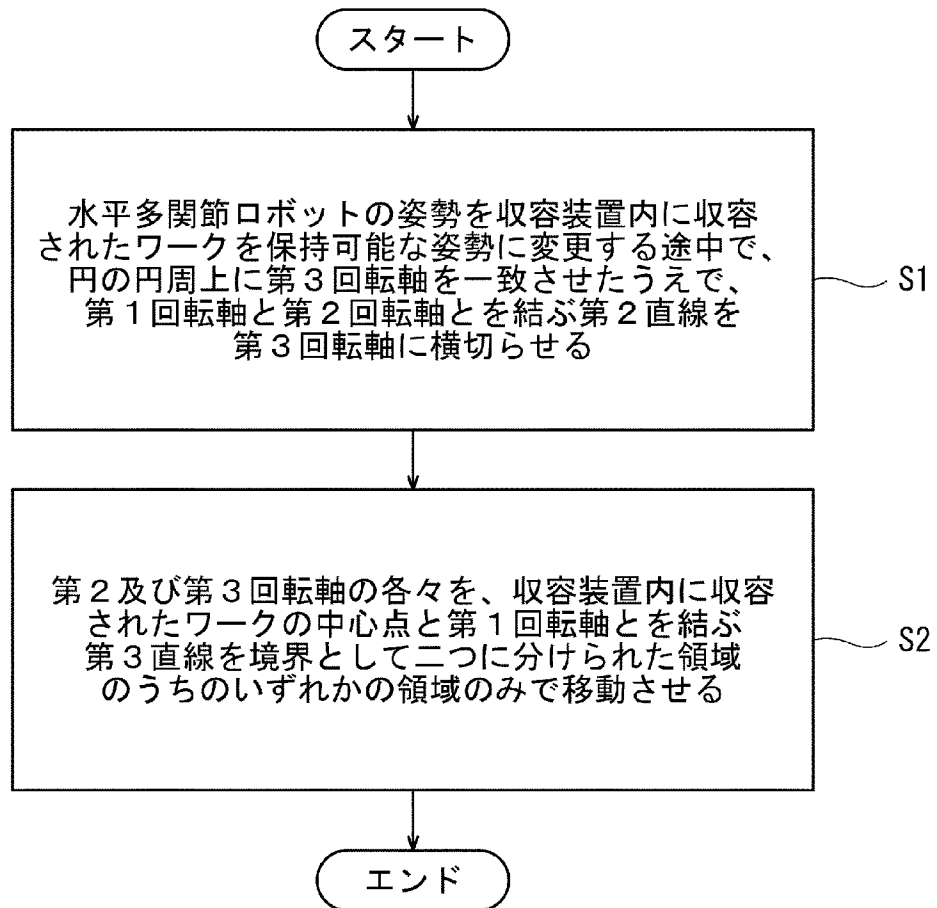 スタート
水平多関節ロボットの姿勢を収容装置内に収容
されたワークを保持可能な姿勢に変更する途中で、
円の円周上に第３回転軸を一致させたうえで、
第１回転軸と第２回転軸とを結ぶ第２直線を
第３回転軸に横切らせる
S1
第２及び第３回転軸の各々を、収容装置内に収容
されたワークの中心点と第１回転軸とを結ぶ
第３直線を境界として二つに分けられた領域
のうちのいずれかの領域のみで移動させる
S2
エンド